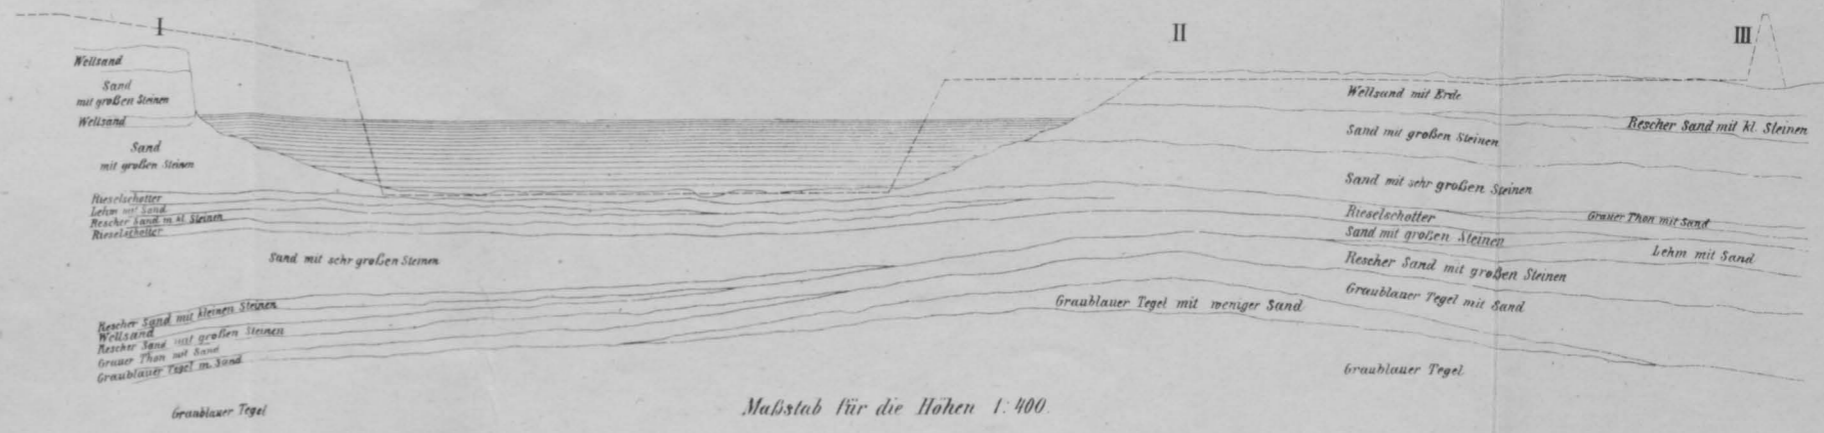 I
II
III
Wellsand
Sand
mit großen Steinen
Wellsand
Sand
mit großen Steinen
Rieselschotter
Lehm mit Sand
Rescher Sand m. kl. Steinen
Rieselschotter
Sand mit sehr großen Steinen
Rescher Sand mit kleinen Steinen
Wellsand
Rescher Sand mit großen Steinen
Grauer Thon mit Sand
Graublauer Tegel m. Sand
Graublauer Tegel
Wellsand mit Erde
Rescher Sand mit kl. Steinen
Sand mit großen Steinen
Sand mit sehr großen Steinen
Rieselschotter
Grauer Thon mit Sand
Sand mit großen Steinen
Lehm mit Sand
Rescher Sand mit großen Steinen
Graublauer Tegel mit Sand
Graublauer Tegel mit weniger Sand
Graublauer Tegel
Maßstab für die Höhen 1:400.